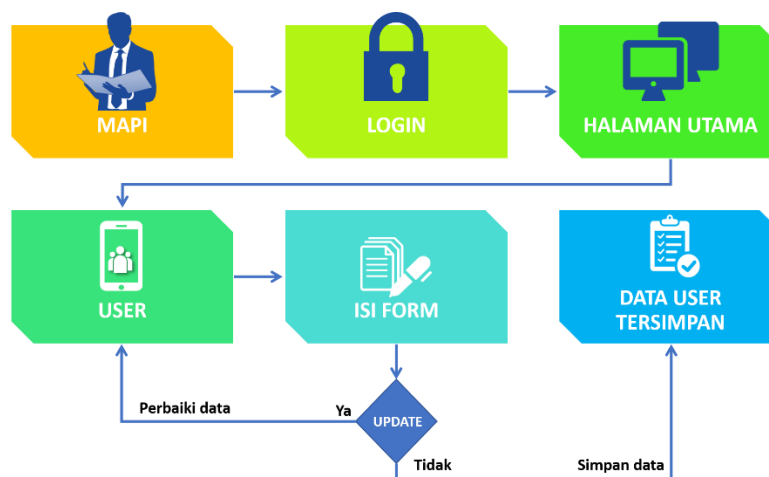 MAPI
LOGIN
HALAMAN UTAMA
USER
ISI FORM
DATA USER
TERSIMPAN
Perbaiki data
Ya
UPDATE
Tidak
Simpan data